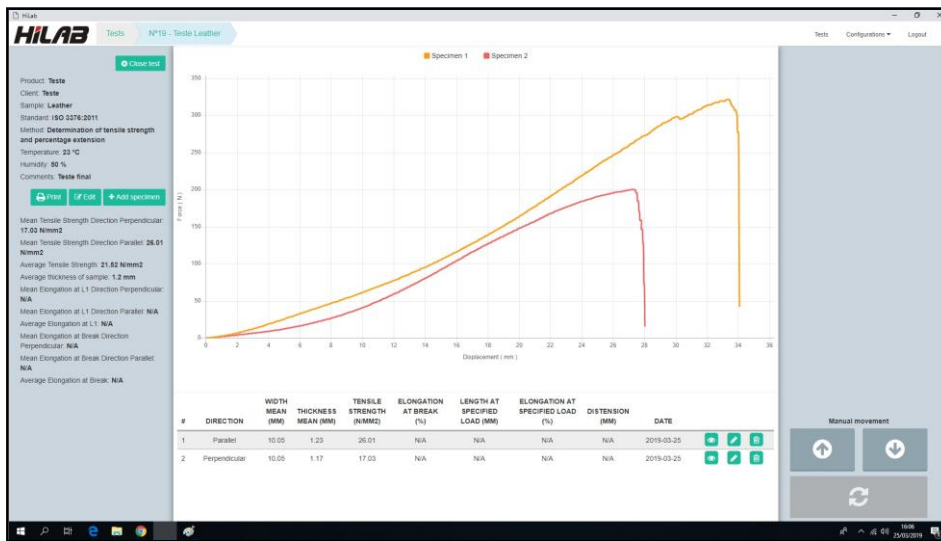 HiLab
HiLAB
Tests
Nº19 - Teste Leather
Tests
Configurations
Logout
Close test
Product: Teste
Client: Teste
Sample: Leather
Standard: ISO 3376:2011
Method: Determination of tensile strength
and percentage extension
Temperature: 23 ºC
Humidity: 50 %
Comments: Teste final
Print
Edit
+ Add specimen
Mean Tensile Strength Direction Perpendicular:
17.03 N/mm2
Mean Tensile Strength Direction Parallel: 26.01
N/mm2
Average Tensile Strength: 21.52 N/mm2
Average thickness of sample: 1.2 mm
Mean Elongation at L1 Direction Perpendicular:
N/A
Mean Elongation at L1 Direction Parallel: N/A
Average Elongation at L1: N/A
Mean Elongation at Break Direction
Perpendicular: N/A
Mean Elongation at Break Direction Parallel:
N/A
Average Elongation at Break: N/A
Specimen 1 Specimen 2
350
300
250
200
150
100
50
0
Force ( N )
0 2 4 6 8 10 12 14 16 18 20 22 24 26 28 30 32 34 36
Displacement ( mm )
# DIRECTION WIDTH MEAN (MM) THICKNESS MEAN (MM) TENSILE STRENGTH (N/MM2) ELONGATION AT BREAK (%) LENGTH AT SPECIFIED LOAD (MM) ELONGATION AT SPECIFIED LOAD (%) DISTENSION (MM) DATE
1 Parallel 10.05 1.23 26.01 N/A N/A N/A N/A 2019-03-25
2 Perpendicular 10.05 1.17 17.03 N/A N/A N/A N/A 2019-03-25
Manual movement
16:06
25/03/2019